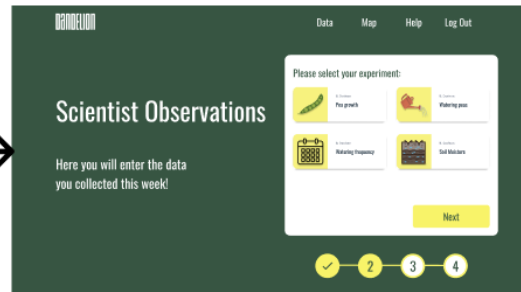 DANDELION
Data Map Help Log Out
Please select your experiment:
Pea growth
Watering peas
Scientist Observations
Watering frequency
Soil Moisture
Here you will enter the data
you collected this week!
Next
2 3 4